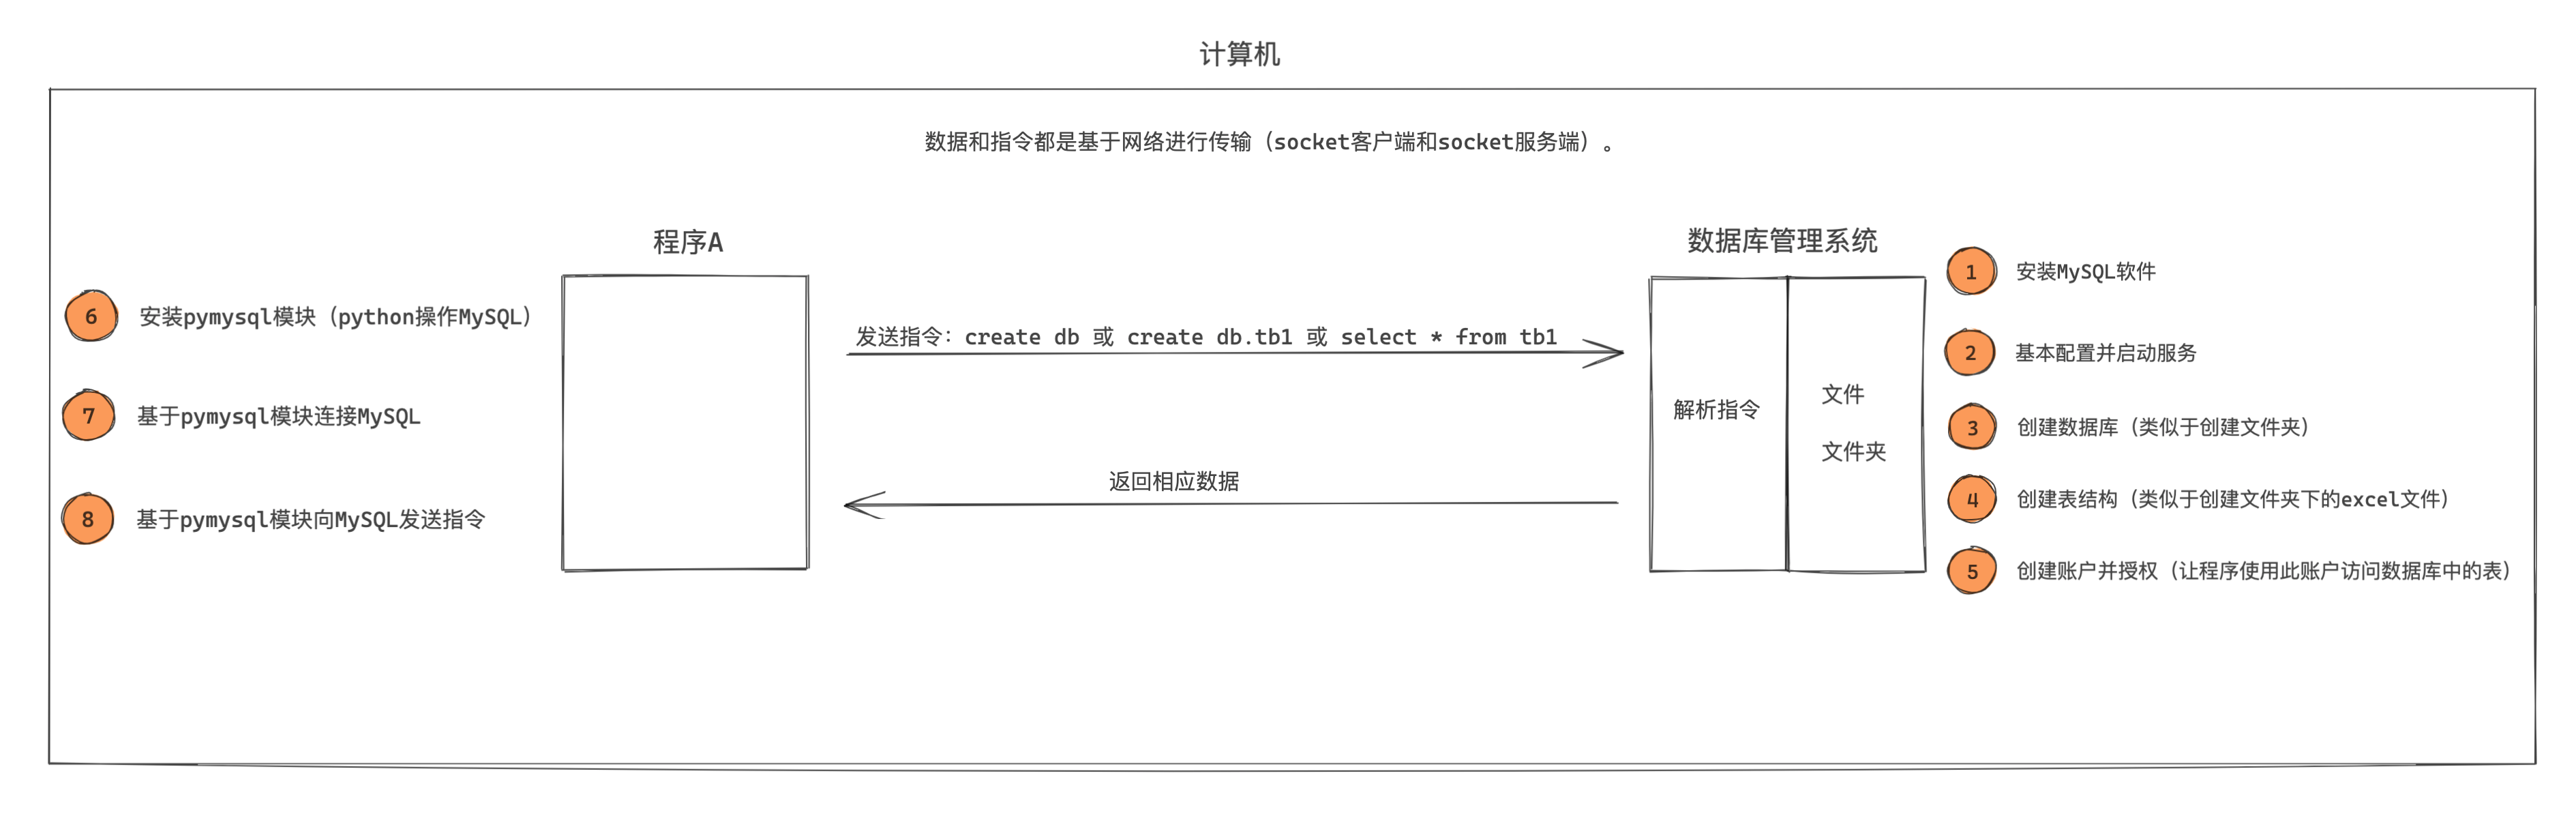 计算机
数据和指令都是基于网络进行传输（socket客户端和socket服务端）。
程序A
数据库管理系统
6 安装pymysql模块（python操作MySQL）
7 基于pymysql模块连接MySQL
8 基于pymysql模块向MySQL发送指令
发送指令：create db 或 create db.tb1 或 select * from tb1
返回相应数据
解析指令
文件
文件夹
1 安装MySQL软件
2 基本配置并启动服务
3 创建数据库（类似于创建文件夹）
4 创建表结构（类似于创建文件夹下的excel文件）
5 创建账户并授权（让程序使用此账户访问数据库中的表）